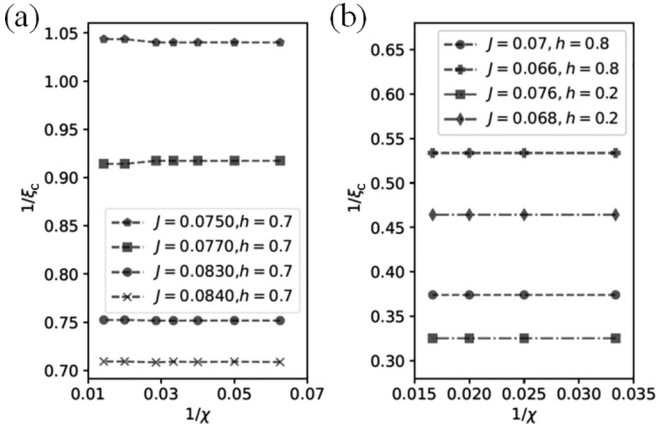 (a)
1.05
1.00
0.95
0.90
0.85
0.80
0.75
0.70
1/ξc
J = 0.0750,h = 0.7
J = 0.0770,h = 0.7
J = 0.0830,h = 0.7
J = 0.0840,h = 0.7
0.01
0.03
0.05
0.07
1/χ
(b)
0.65
0.60
0.55
0.50
0.45
0.40
0.35
0.30
1/ξc
J = 0.07, h = 0.8
J = 0.066, h = 0.8
J = 0.076, h = 0.2
J = 0.068, h = 0.2
0.015
0.020
0.025
0.030
0.035
1/χ